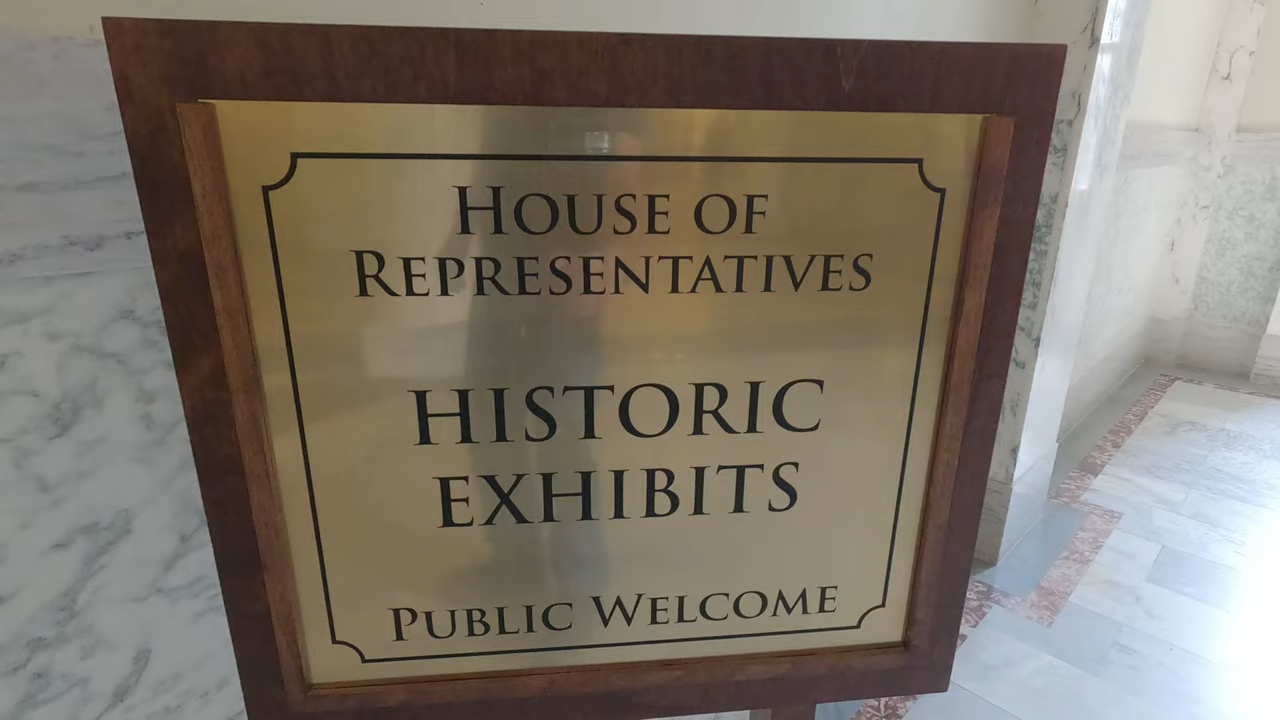 HOUSE OF
REPRESENTATIVES
HISTORIC
EXHIBITS
PUBLIC WELCOME